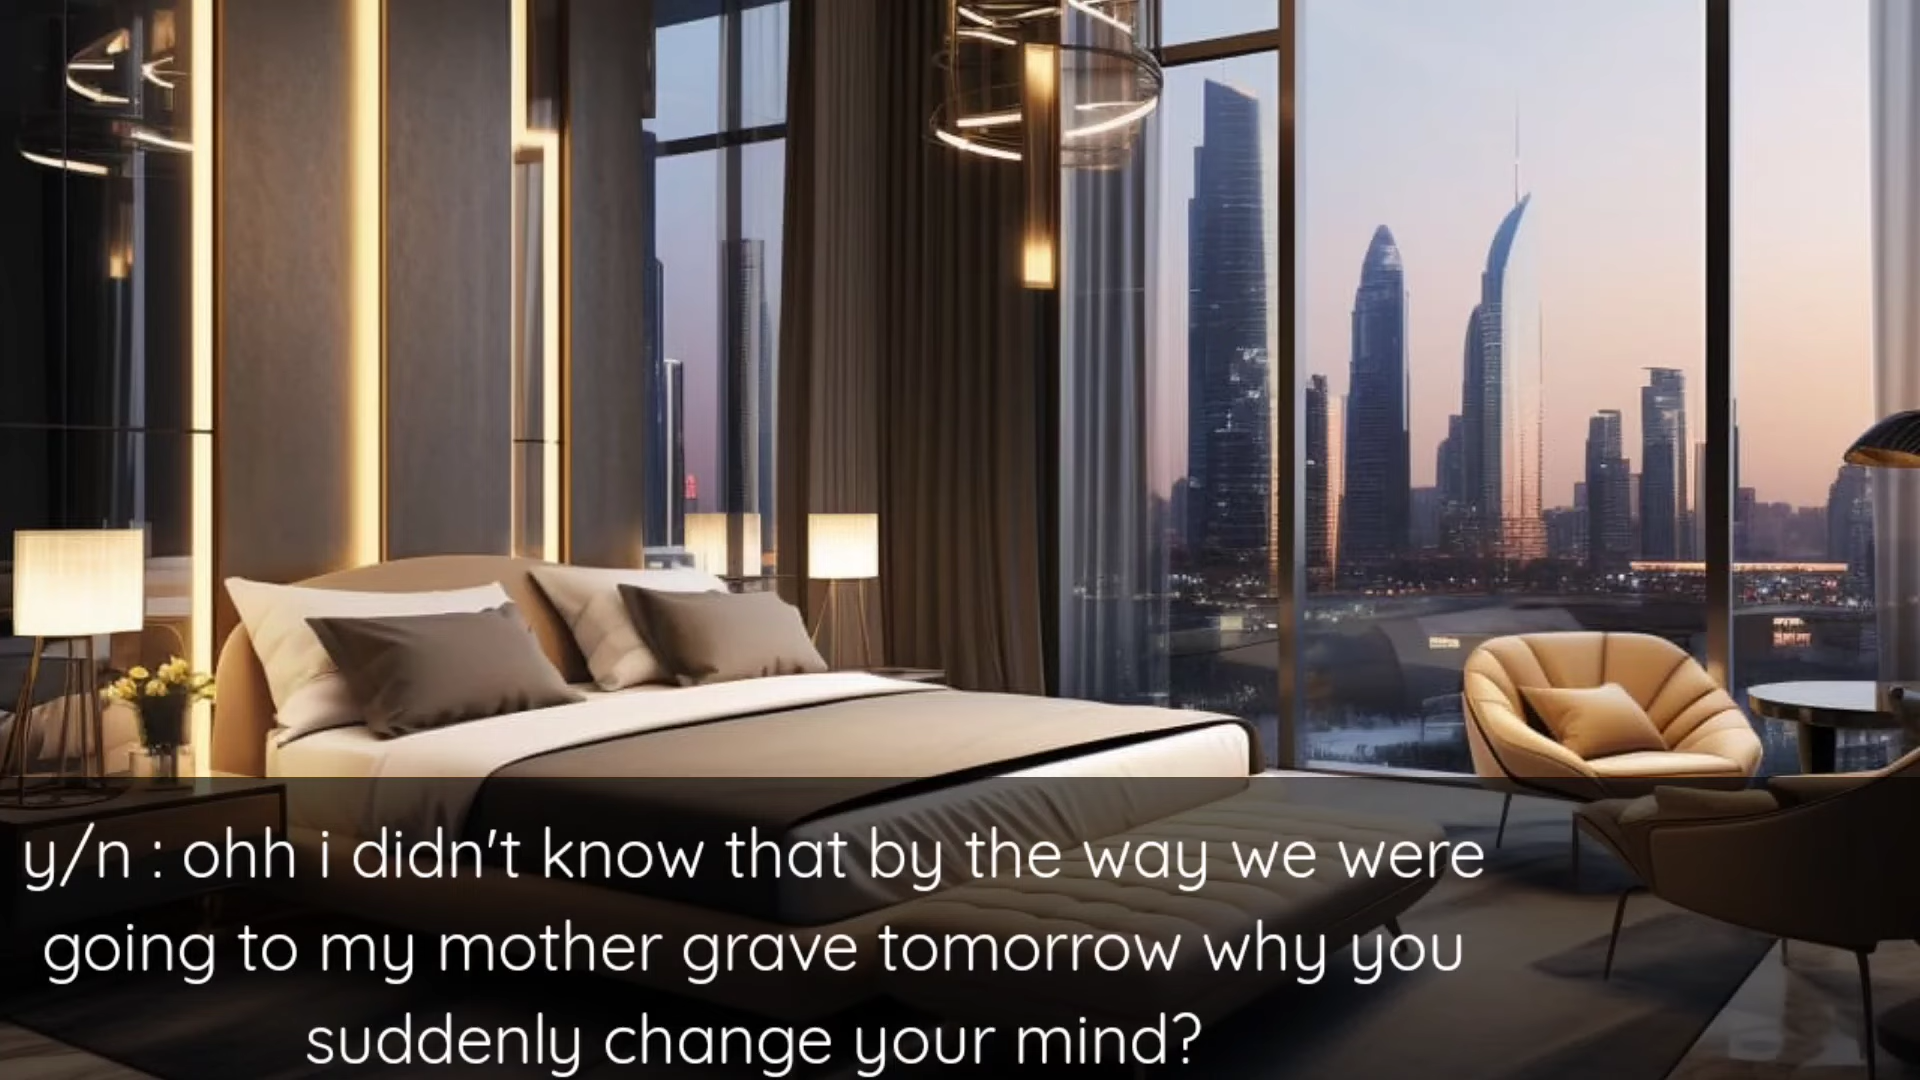 y/n : ohh i didn't know that by the way we were
going to my mother grave tomorrow why you
suddenly change your mind?